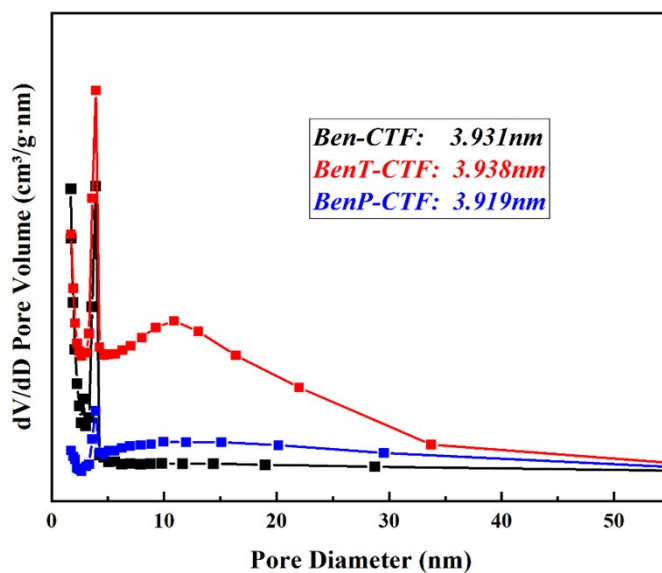 dV/dD Pore Volume (cm³/g·nm)
Ben-CTF: 3.931nm
BenT-CTF: 3.938nm
BenP-CTF: 3.919nm
0 10 20 30 40 50
Pore Diameter (nm)